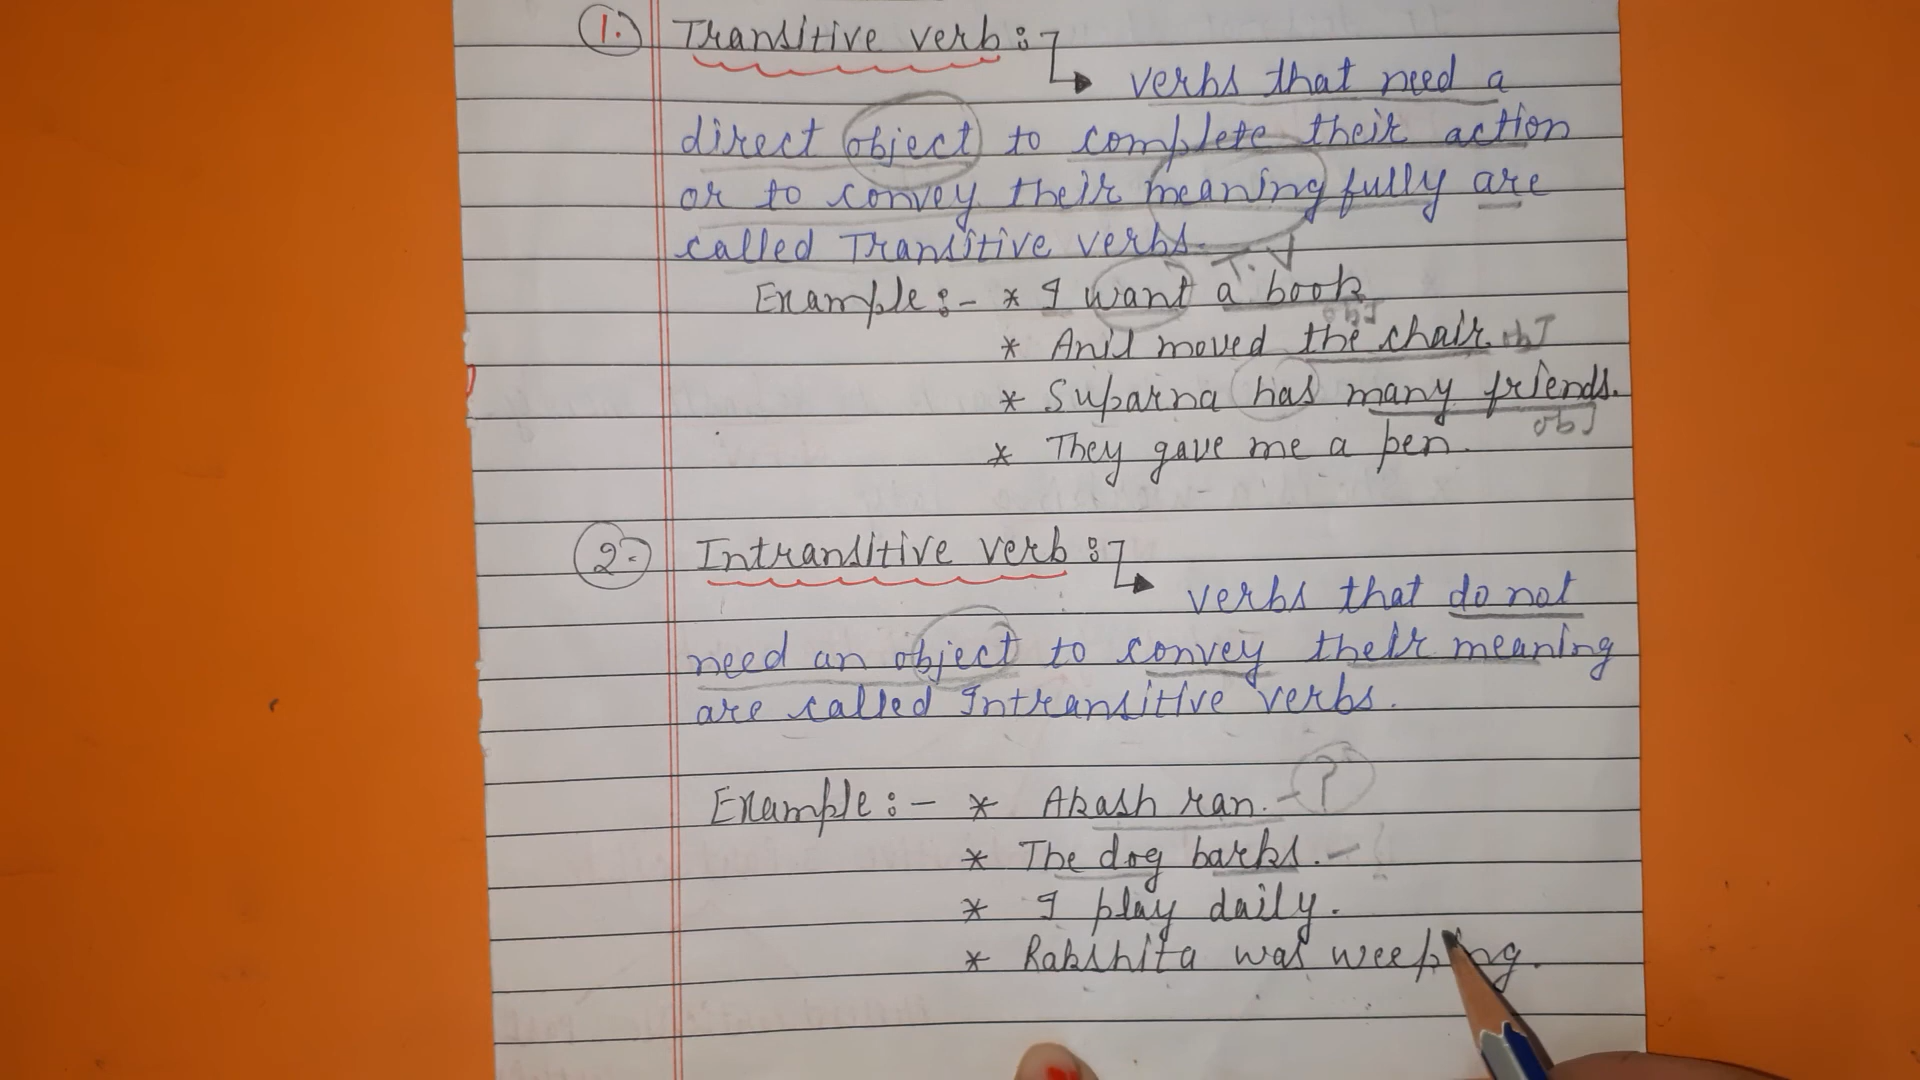 1. Transitive verb :
verbs that need a
direct object to complete their action
or to convey their meaning fully are
called Transitive verbs.
T.V
Example :- * I want a book
obj
* Anil moved the chair. obj
* Suparna has many friends.
obj
* They gave me a pen.
2. Intransitive verb :
verbs that do not
need an object to convey their meaning
are called Intransitive verbs.
Example :- * Akash ran. - ?
* The dog barks. -
* I play daily.
* Rakshita was weeping.